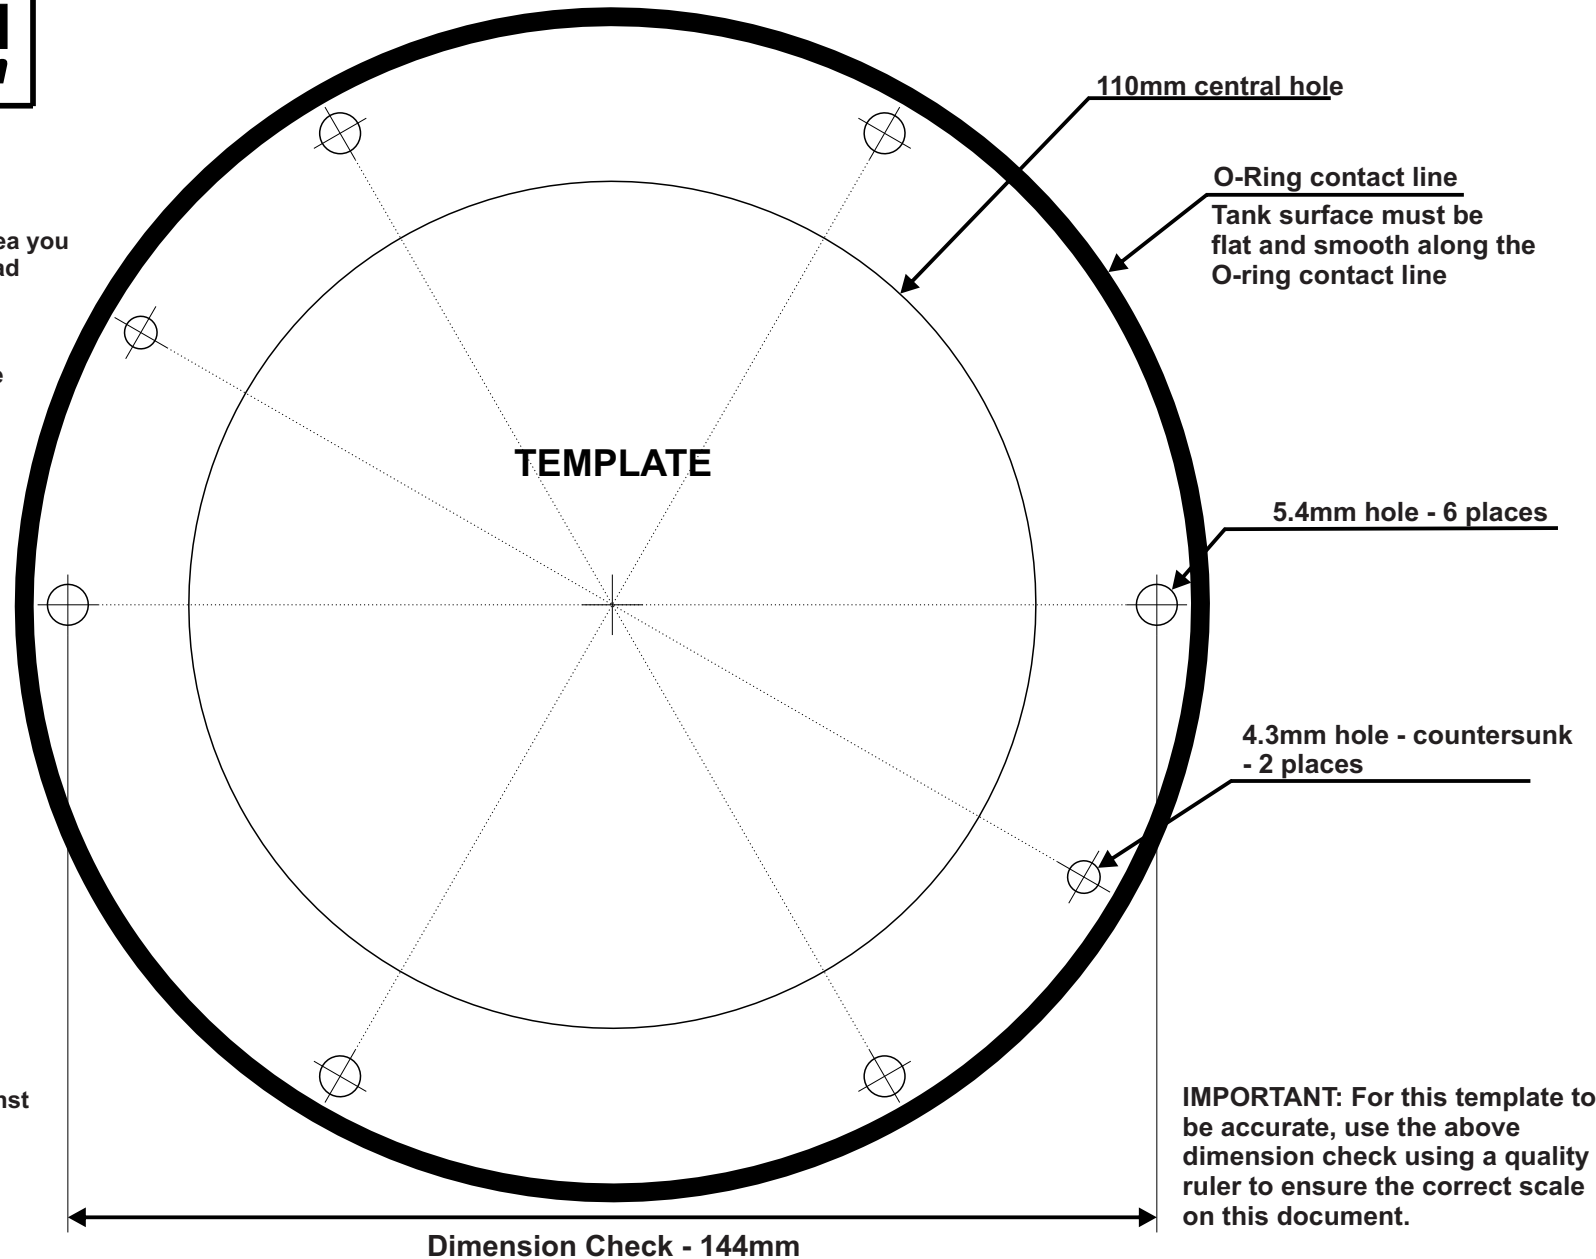 110mm central hole
O-Ring contact line
Tank surface must be
flat and smooth along the
O-ring contact line
you
TEMPLATE
5.4mm hole - 6 places
4.3mm hole - countersunk
- 2 places
IMPORTANT: For this template to
be accurate, use the above
dimension check using a quality
ruler to ensure the correct scale
on this document.
Dimension Check - 144mm